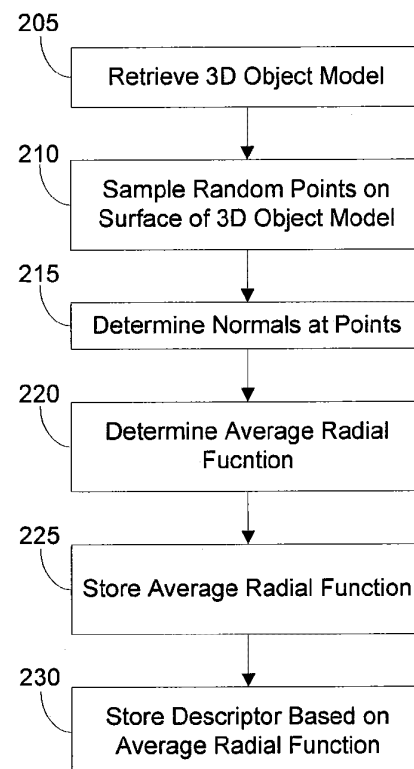 205
Retrieve 3D Object Model
210
Sample Random Points on
Surface of 3D Object Model
215
Determine Normals at Points
220
Determine Average Radial
Fucntion
225
Store Average Radial Function
230
Store Descriptor Based on
Average Radial Function